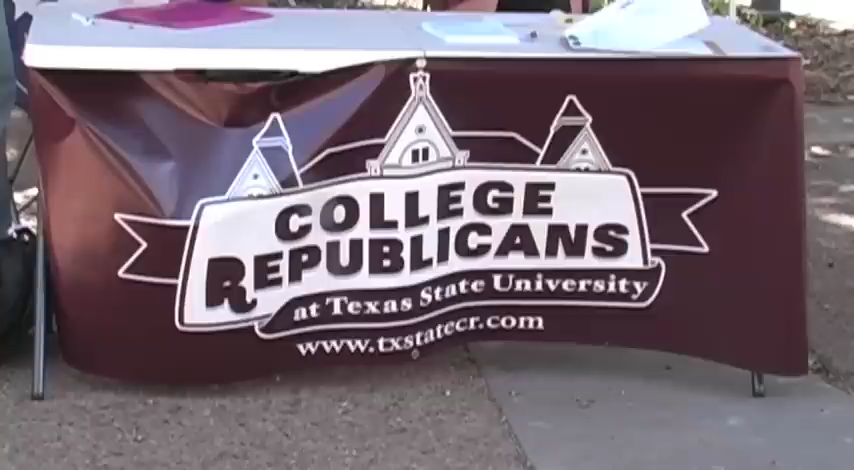 COLLEGE
REPUBLICANS
at Texas State University
www.txstatecr.com